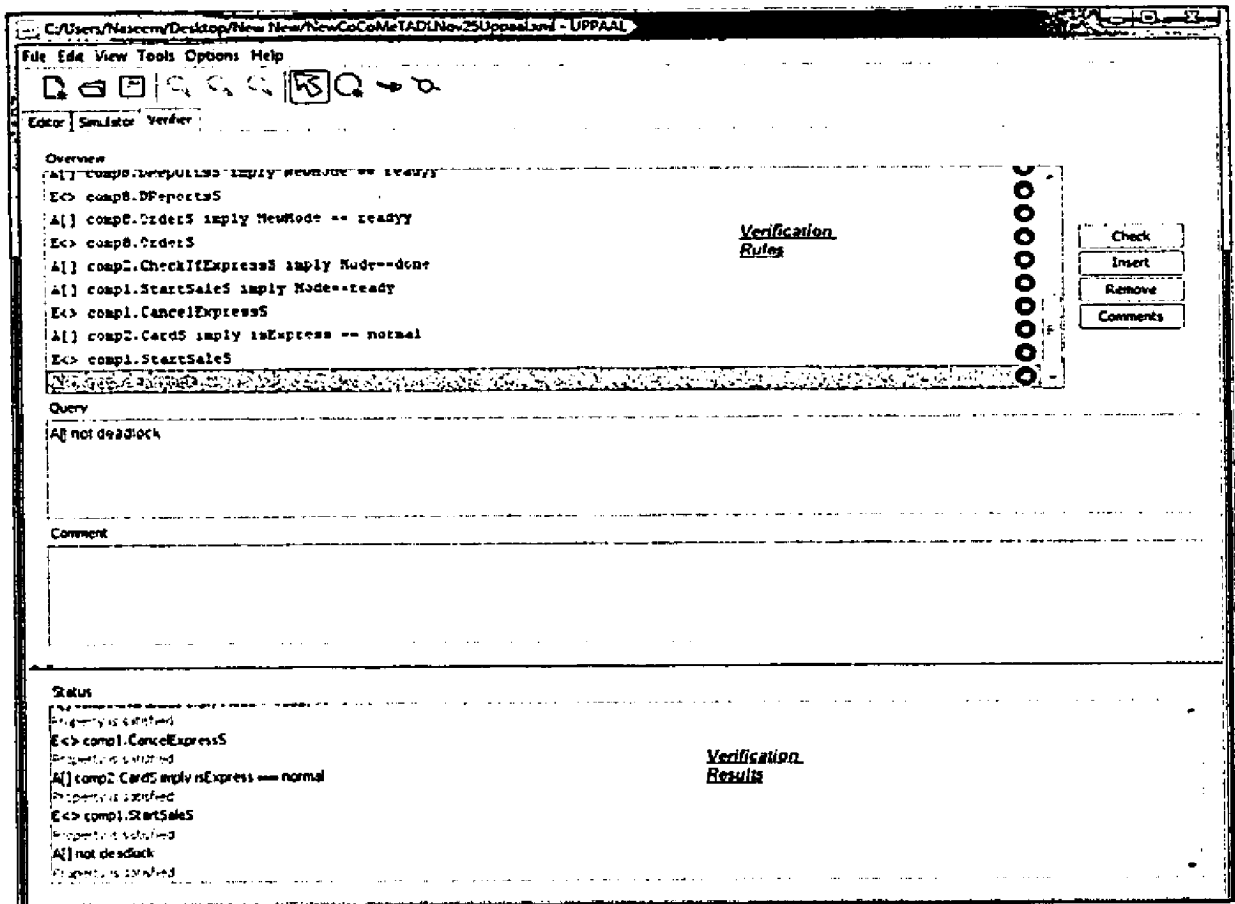 C:/Users/Naseem/Desktop/New New/NewCoCoMeTADLNov25Uppaal.xml - UPPAAL
File Edit View Tools Options Help
Editor Simulator Verifier
Overview
E<> comp8.DReportsS
A[] comp8.OrderS imply NewMode == readyy
E<> comp8.OrderS
A[] comp2.CheckIfExpressS imply Mode==done
A[] comp1.StartSaleS imply Mode==ready
E<> comp1.CancelExpressS
A[] comp2.CardS imply isExpress == normal
E<> comp1.StartSaleS
Verification
Rules
Check
Insert
Remove
Comments
Query
A[] not deadlock
Comment
Status
Property is satisfied
E<> comp1.CancelExpressS
Property is satisfied
A[] comp2.CardS imply isExpress == normal
Property is satisfied
E<> comp1.StartSaleS
Property is satisfied
A[] not deadlock
Property is satisfied
Verification
Results